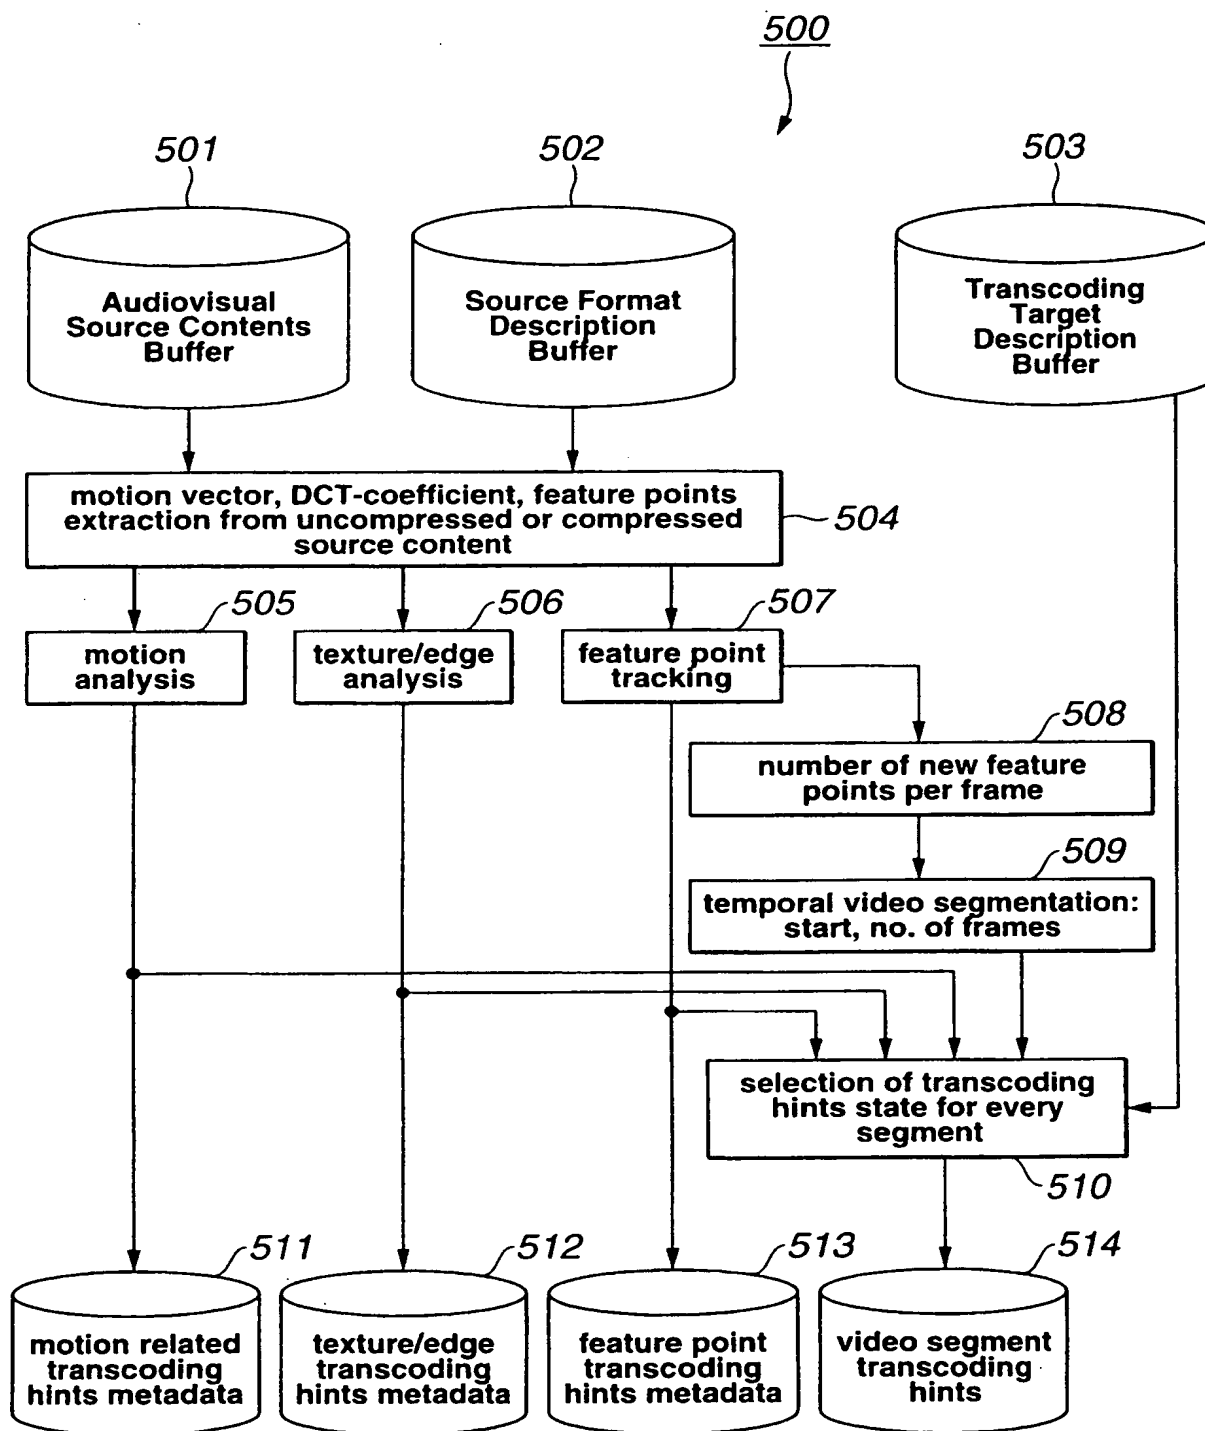 500
501
502
503
Audiovisual
Source Contents
Buffer
Source Format
Description
Buffer
Transcoding
Target
Description
Buffer
motion vector, DCT-coefficient, feature points
extraction from uncompressed or compressed
source content
504
505
506
507
motion
analysis
texture/edge
analysis
feature point
tracking
508
number of new feature
points per frame
509
temporal video segmentation:
start, no. of frames
selection of transcoding
hints state for every
segment
510
511
512
513
514
motion related
transcoding
hints metadata
texture/edge
transcoding
hints metadata
feature point
transcoding
hints metadata
video segment
transcoding
hints